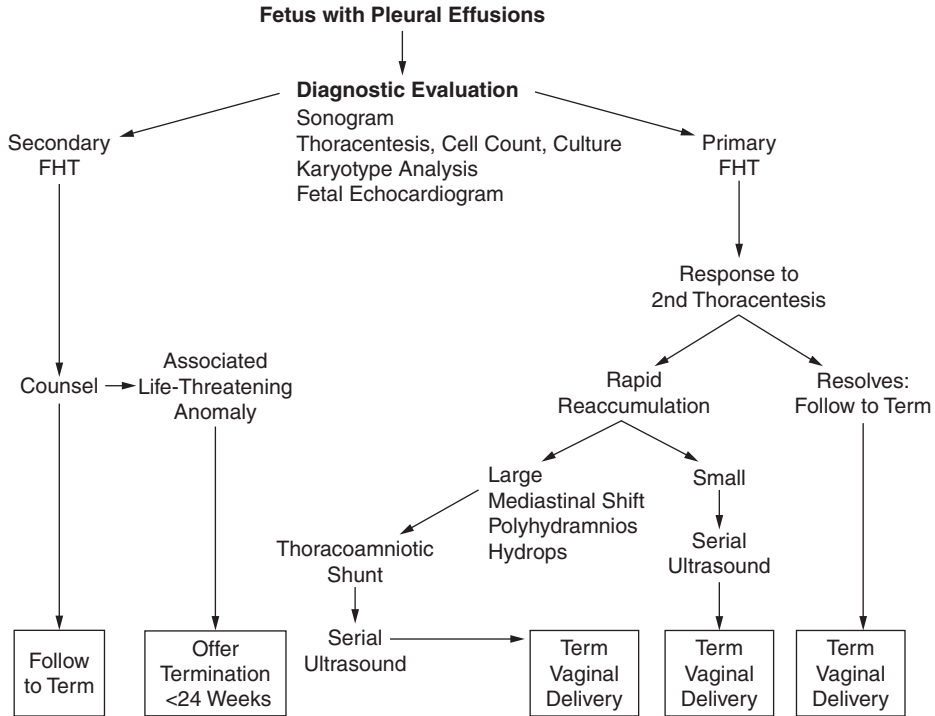 Fetus with Pleural Effusions
Diagnostic Evaluation
Sonogram
Thoracentesis, Cell Count, Culture
Karyotype Analysis
Fetal Echocardiogram
Secondary
FHT
Primary
FHT
Response to
2nd Thoracentesis
Counsel
Associated
Life-Threatening
Anomaly
Rapid
Reaccumulation
Resolves:
Follow to Term
Large
Mediastinal Shift
Polyhydramnios
Hydrops
Small
Thoracoamniotic
Shunt
Serial
Ultrasound
Serial
Ultrasound
Follow
to Term
Offer
Termination
<24 Weeks
Term
Vaginal
Delivery
Term
Vaginal
Delivery
Term
Vaginal
Delivery